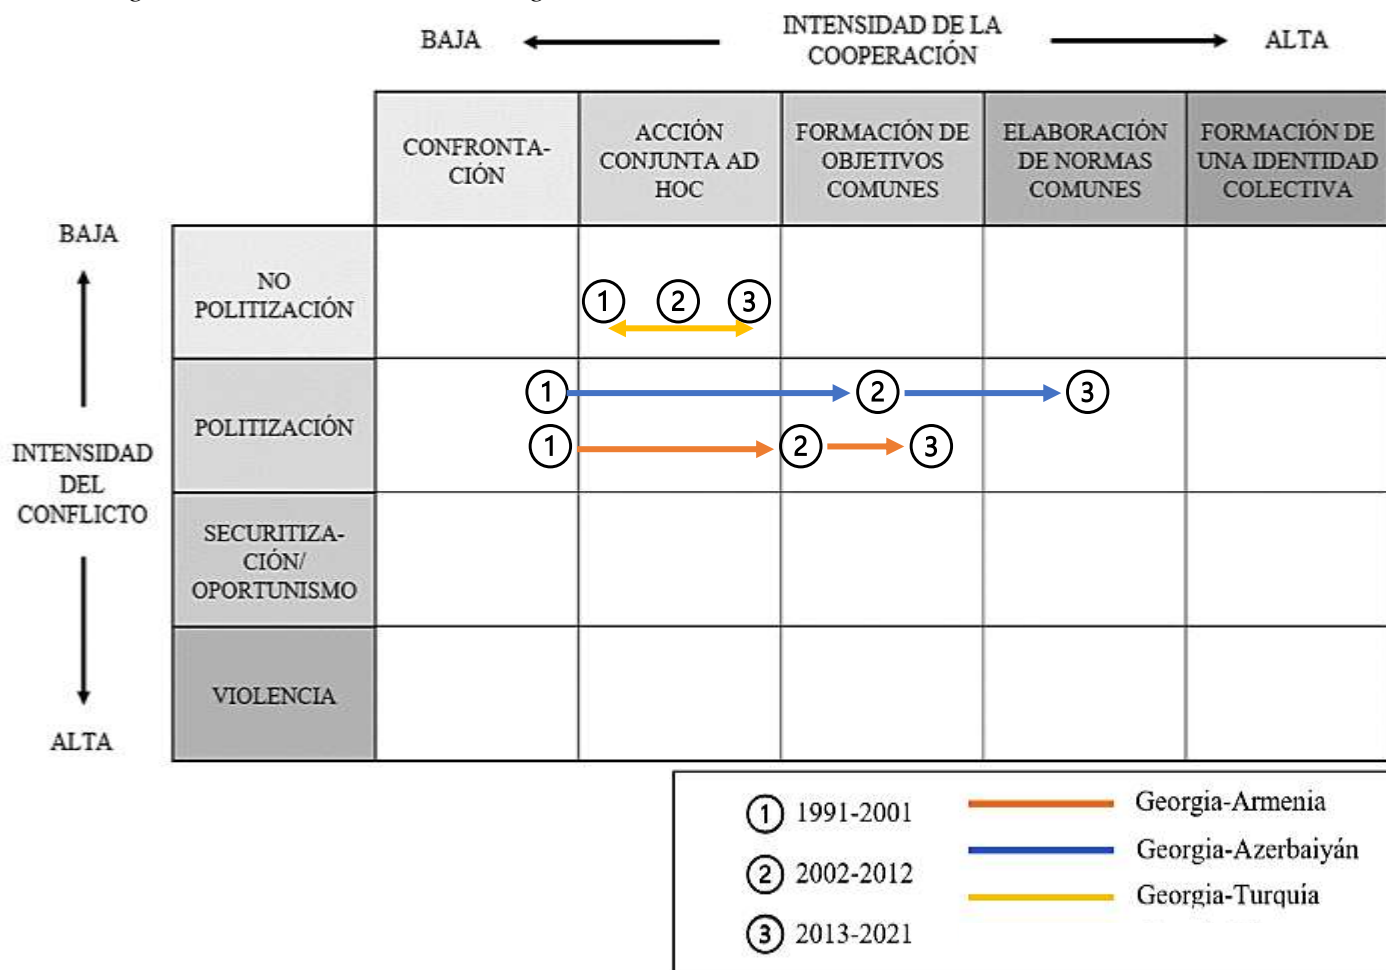 BAJA
INTENSIDAD DE LA
COOPERACIÓN
ALTA
CONFRONTA-
CIÓN
ACCIÓN
CONJUNTA AD
HOC
FORMACIÓN DE
OBJETIVOS
COMUNES
ELABORACIÓN
DE NORMAS
COMUNES
FORMACIÓN DE
UNA IDENTIDAD
COLECTIVA
BAJA
INTENSIDAD
DEL
CONFLICTO
ALTA
NO
POLITIZACIÓN
1 2 3
POLITIZACIÓN
1 2 3
1 2 3
SECURITIZA-
CIÓN/
OPORTUNISMO
VIOLENCIA
1 1991-2001
2 2002-2012
3 2013-2021
Georgia-Armenia
Georgia-Azerbaiyán
Georgia-Turquía